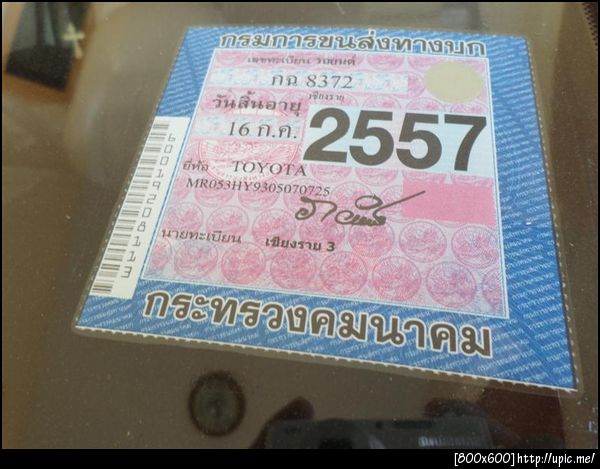 กรมการขนส่งทางบก
เลขทะเบียน รถยนต์
กฉ 8372
เชียงราย
วันสิ้นอายุ
16 ก.ค. 2557
ยี่ห้อ TOYOTA
MR053HY9305070725
นายทะเบียน เชียงราย 3
กระทรวงคมนาคม
[800x600]http://upic.me/